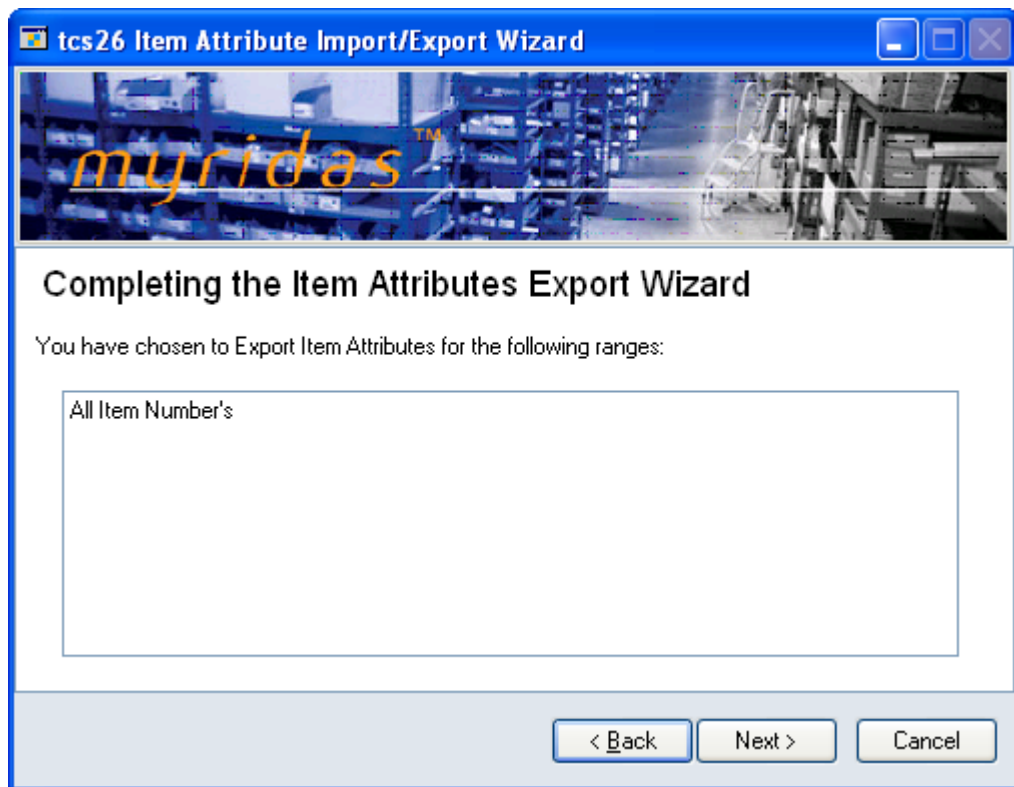 tcs26 Item Attribute Import/Export Wizard
myridas™
Completing the Item Attributes Export Wizard
You have chosen to Export Item Attributes for the following ranges:
All Item Number's
< Back Next > Cancel